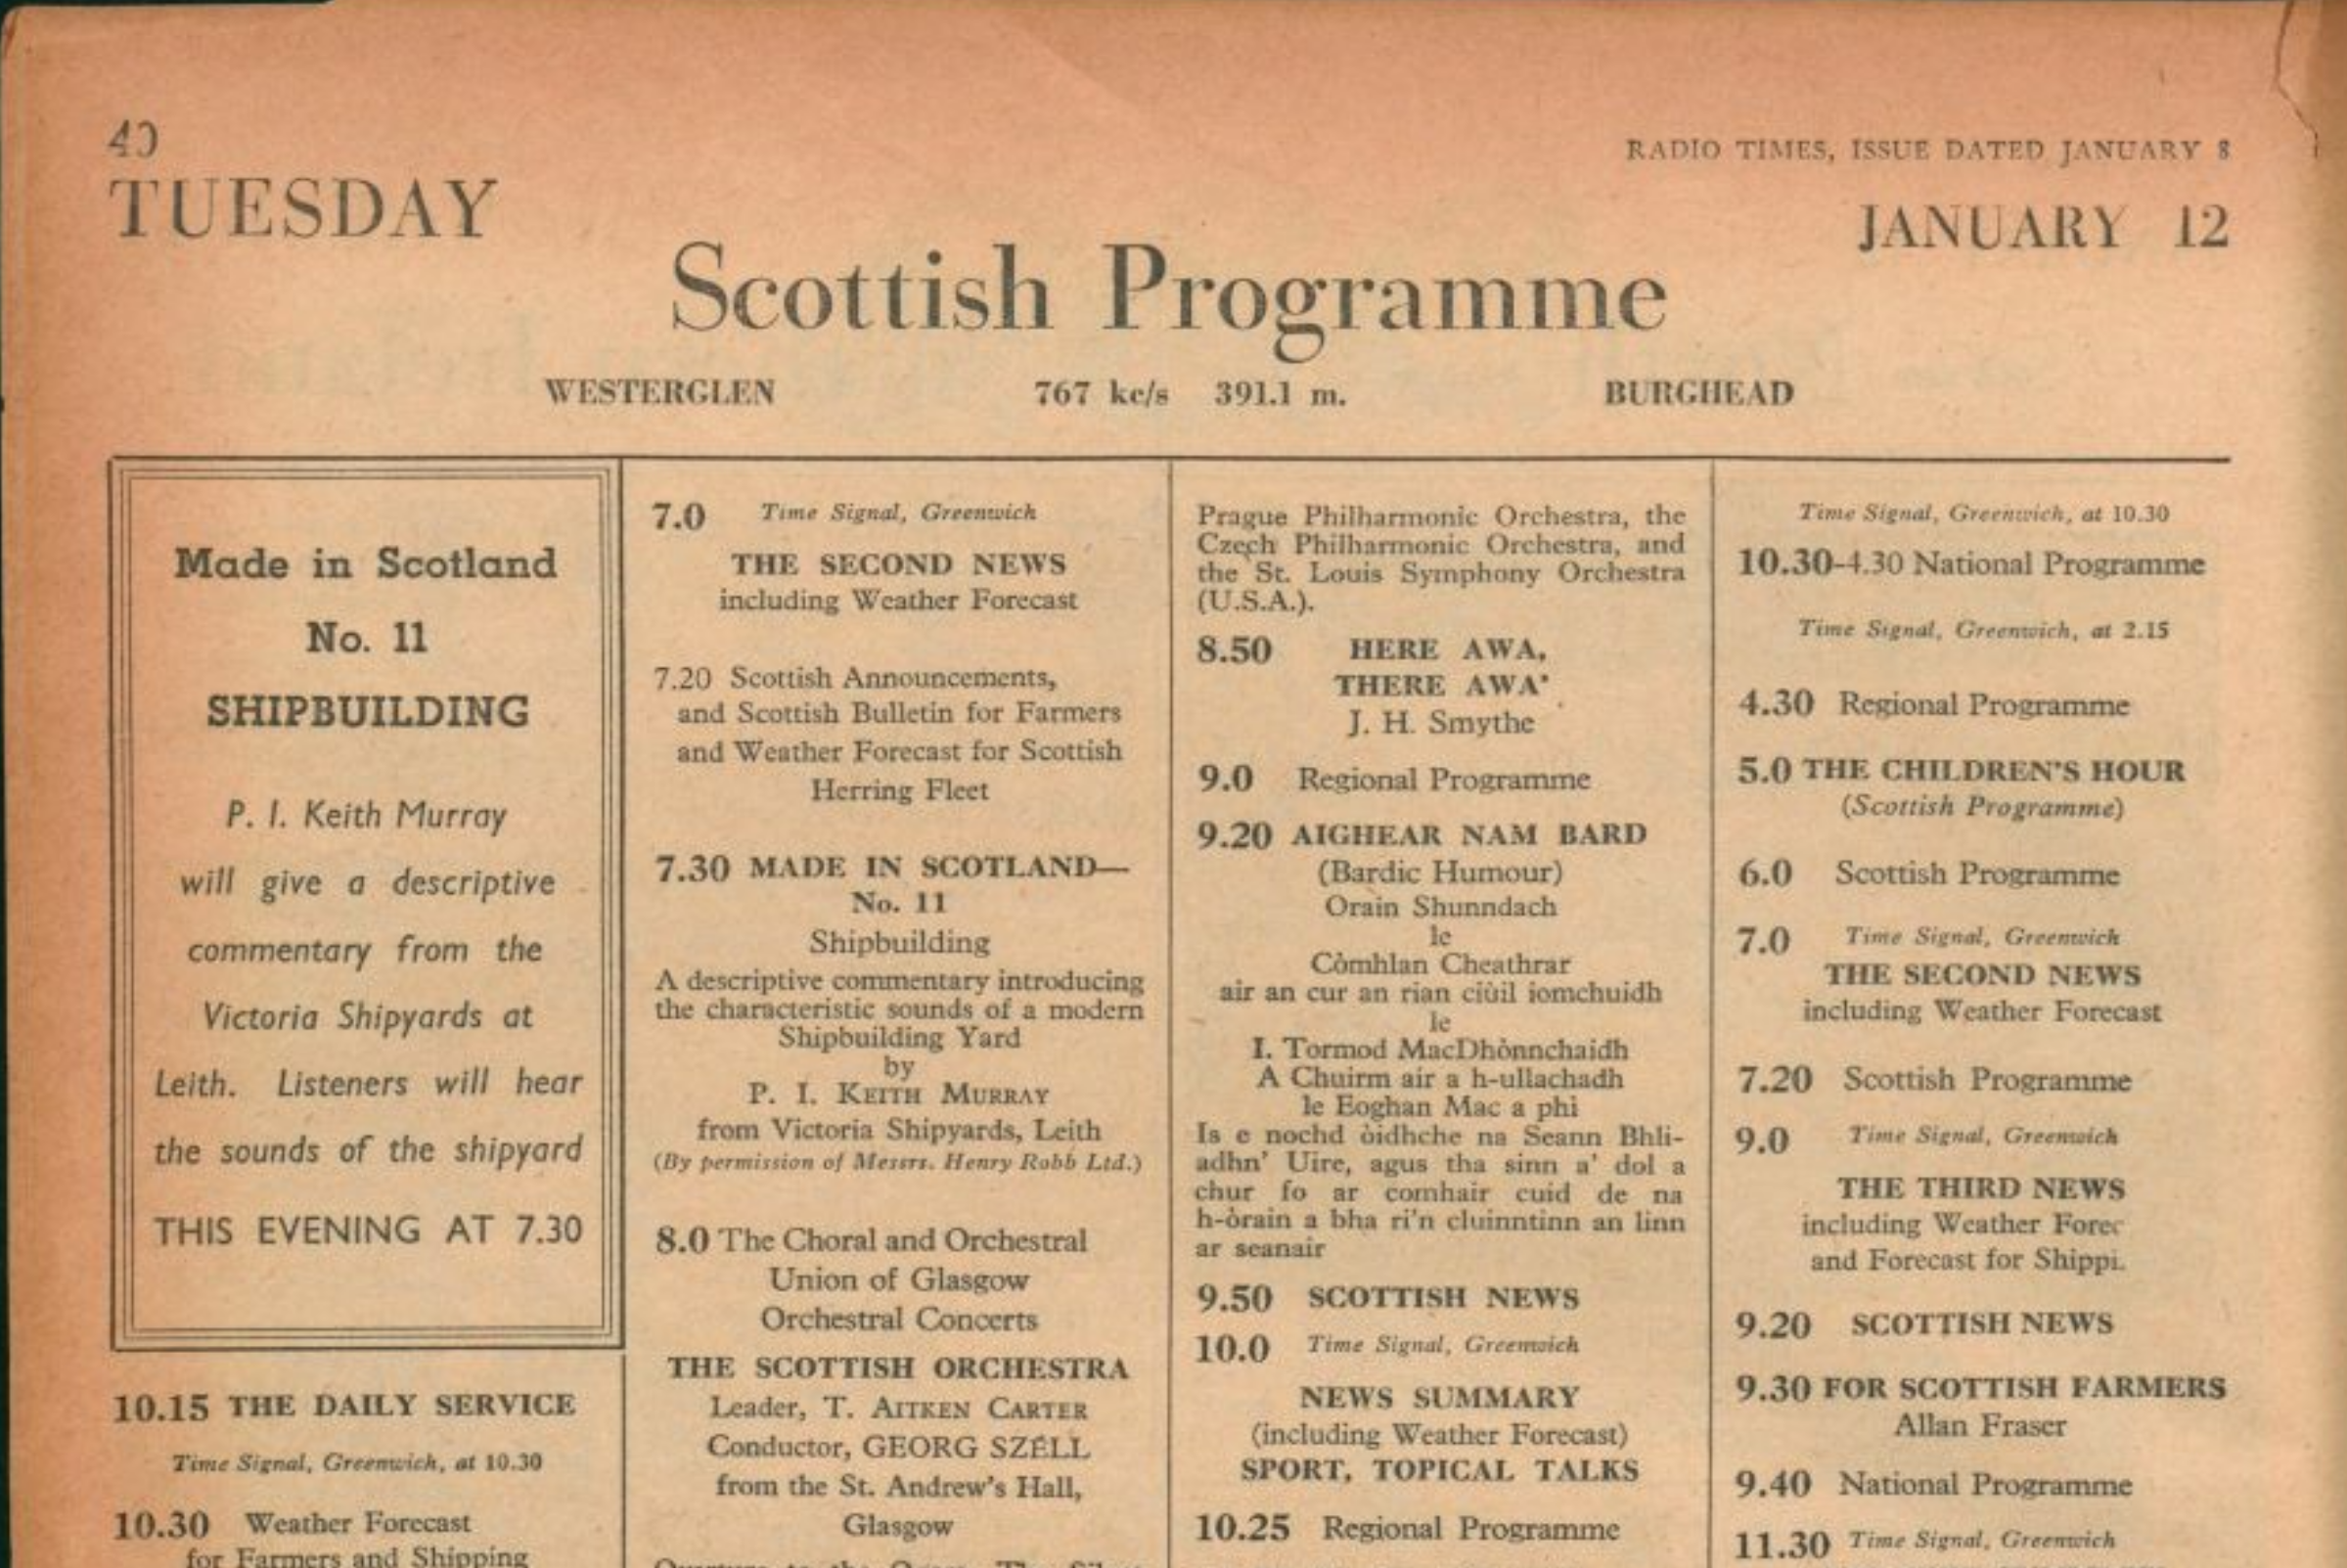 40
RADIO TIMES, ISSUE DATED JANUARY 8
TUESDAY
JANUARY 12
Scottish Programme
WESTERGLEN 767 kc/s 391.1 m. BURGHEAD
Made in Scotland
No. 11
SHIPBUILDING
P. I. Keith Murray
will give a descriptive
commentary from the
Victoria Shipyards at
Leith. Listeners will hear
the sounds of the shipyard
THIS EVENING AT 7.30
10.15 THE DAILY SERVICE
Time Signal, Greenwich, at 10.30
10.30 Weather Forecast
for Farmers and Shipping
7.0 Time Signal, Greenwich
THE SECOND NEWS
including Weather Forecast
7.20 Scottish Announcements,
and Scottish Bulletin for Farmers
and Weather Forecast for Scottish
Herring Fleet
7.30 MADE IN SCOTLAND—
No. 11
Shipbuilding
A descriptive commentary introducing
the characteristic sounds of a modern
Shipbuilding Yard
by
P. I. KEITH MURRAY
from Victoria Shipyards, Leith
(By permission of Messrs. Henry Robb Ltd.)
8.0 The Choral and Orchestral
Union of Glasgow
Orchestral Concerts
THE SCOTTISH ORCHESTRA
Leader, T. AITKEN CARTER
Conductor, GEORG SZÉLL
from the St. Andrew's Hall,
Glasgow
Prague Philharmonic Orchestra, the
Czech Philharmonic Orchestra, and
the St. Louis Symphony Orchestra
(U.S.A.).
8.50 HERE AWA,
THERE AWA'
J. H. Smythe
9.0 Regional Programme
9.20 AIGHEAR NAM BARD
(Bardic Humour)
Orain Shunndach
le
Còmhlan Cheathrar
air an cur an rian ciùil iomchuidh
le
I. Tormod MacDhònnchaidh
A Chuirm air a h-ullachadh
le Eoghan Mac a phi
Is e nochd òidhche na Seann Bhli-
adhn' Uire, agus tha sinn a' dol a
chur fo ar comhair cuid de na
h-òrain a bha ri'n cluinntinn an linn
ar seanair
9.50 SCOTTISH NEWS
10.0 Time Signal, Greenwich
NEWS SUMMARY
(including Weather Forecast)
SPORT, TOPICAL TALKS
10.25 Regional Programme
Time Signal, Greenwich, at 10.30
10.30-4.30 National Programme
Time Signal, Greenwich, at 2.15
4.30 Regional Programme
5.0 THE CHILDREN'S HOUR
(Scottish Programme)
6.0 Scottish Programme
7.0 Time Signal, Greenwich
THE SECOND NEWS
including Weather Forecast
7.20 Scottish Programme
9.0 Time Signal, Greenwich
THE THIRD NEWS
including Weather Forec
and Forecast for Shippi
9.20 SCOTTISH NEWS
9.30 FOR SCOTTISH FARMERS
Allan Fraser
9.40 National Programme
11.30 Time Signal, Greenwich